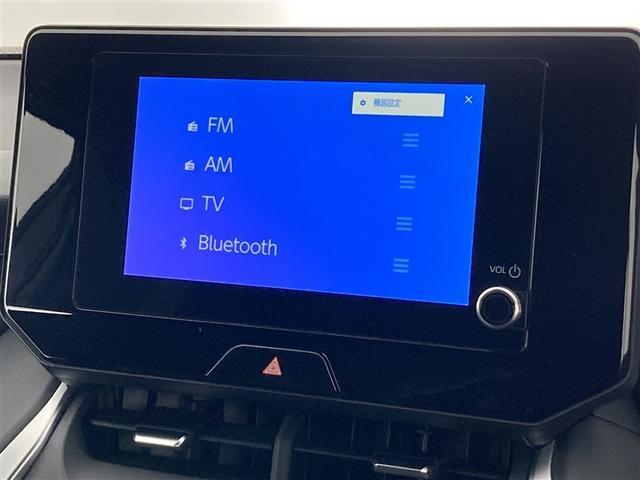 機器設定
FM
AM
TV
Bluetooth
VOL